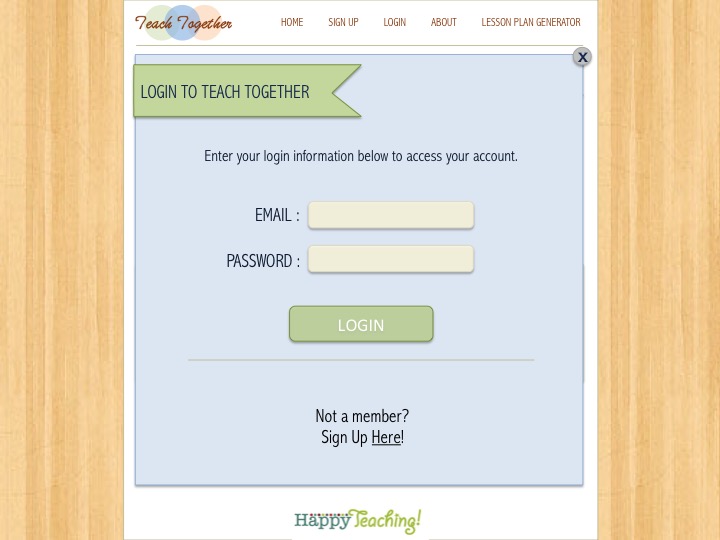 Teach Together
HOME SIGN UP LOGIN ABOUT LESSON PLAN GENERATOR
X
LOGIN TO TEACH TOGETHER
Enter your login information below to access your account.
EMAIL :
PASSWORD :
LOGIN
Not a member?
Sign Up Here!
Happy Teaching!